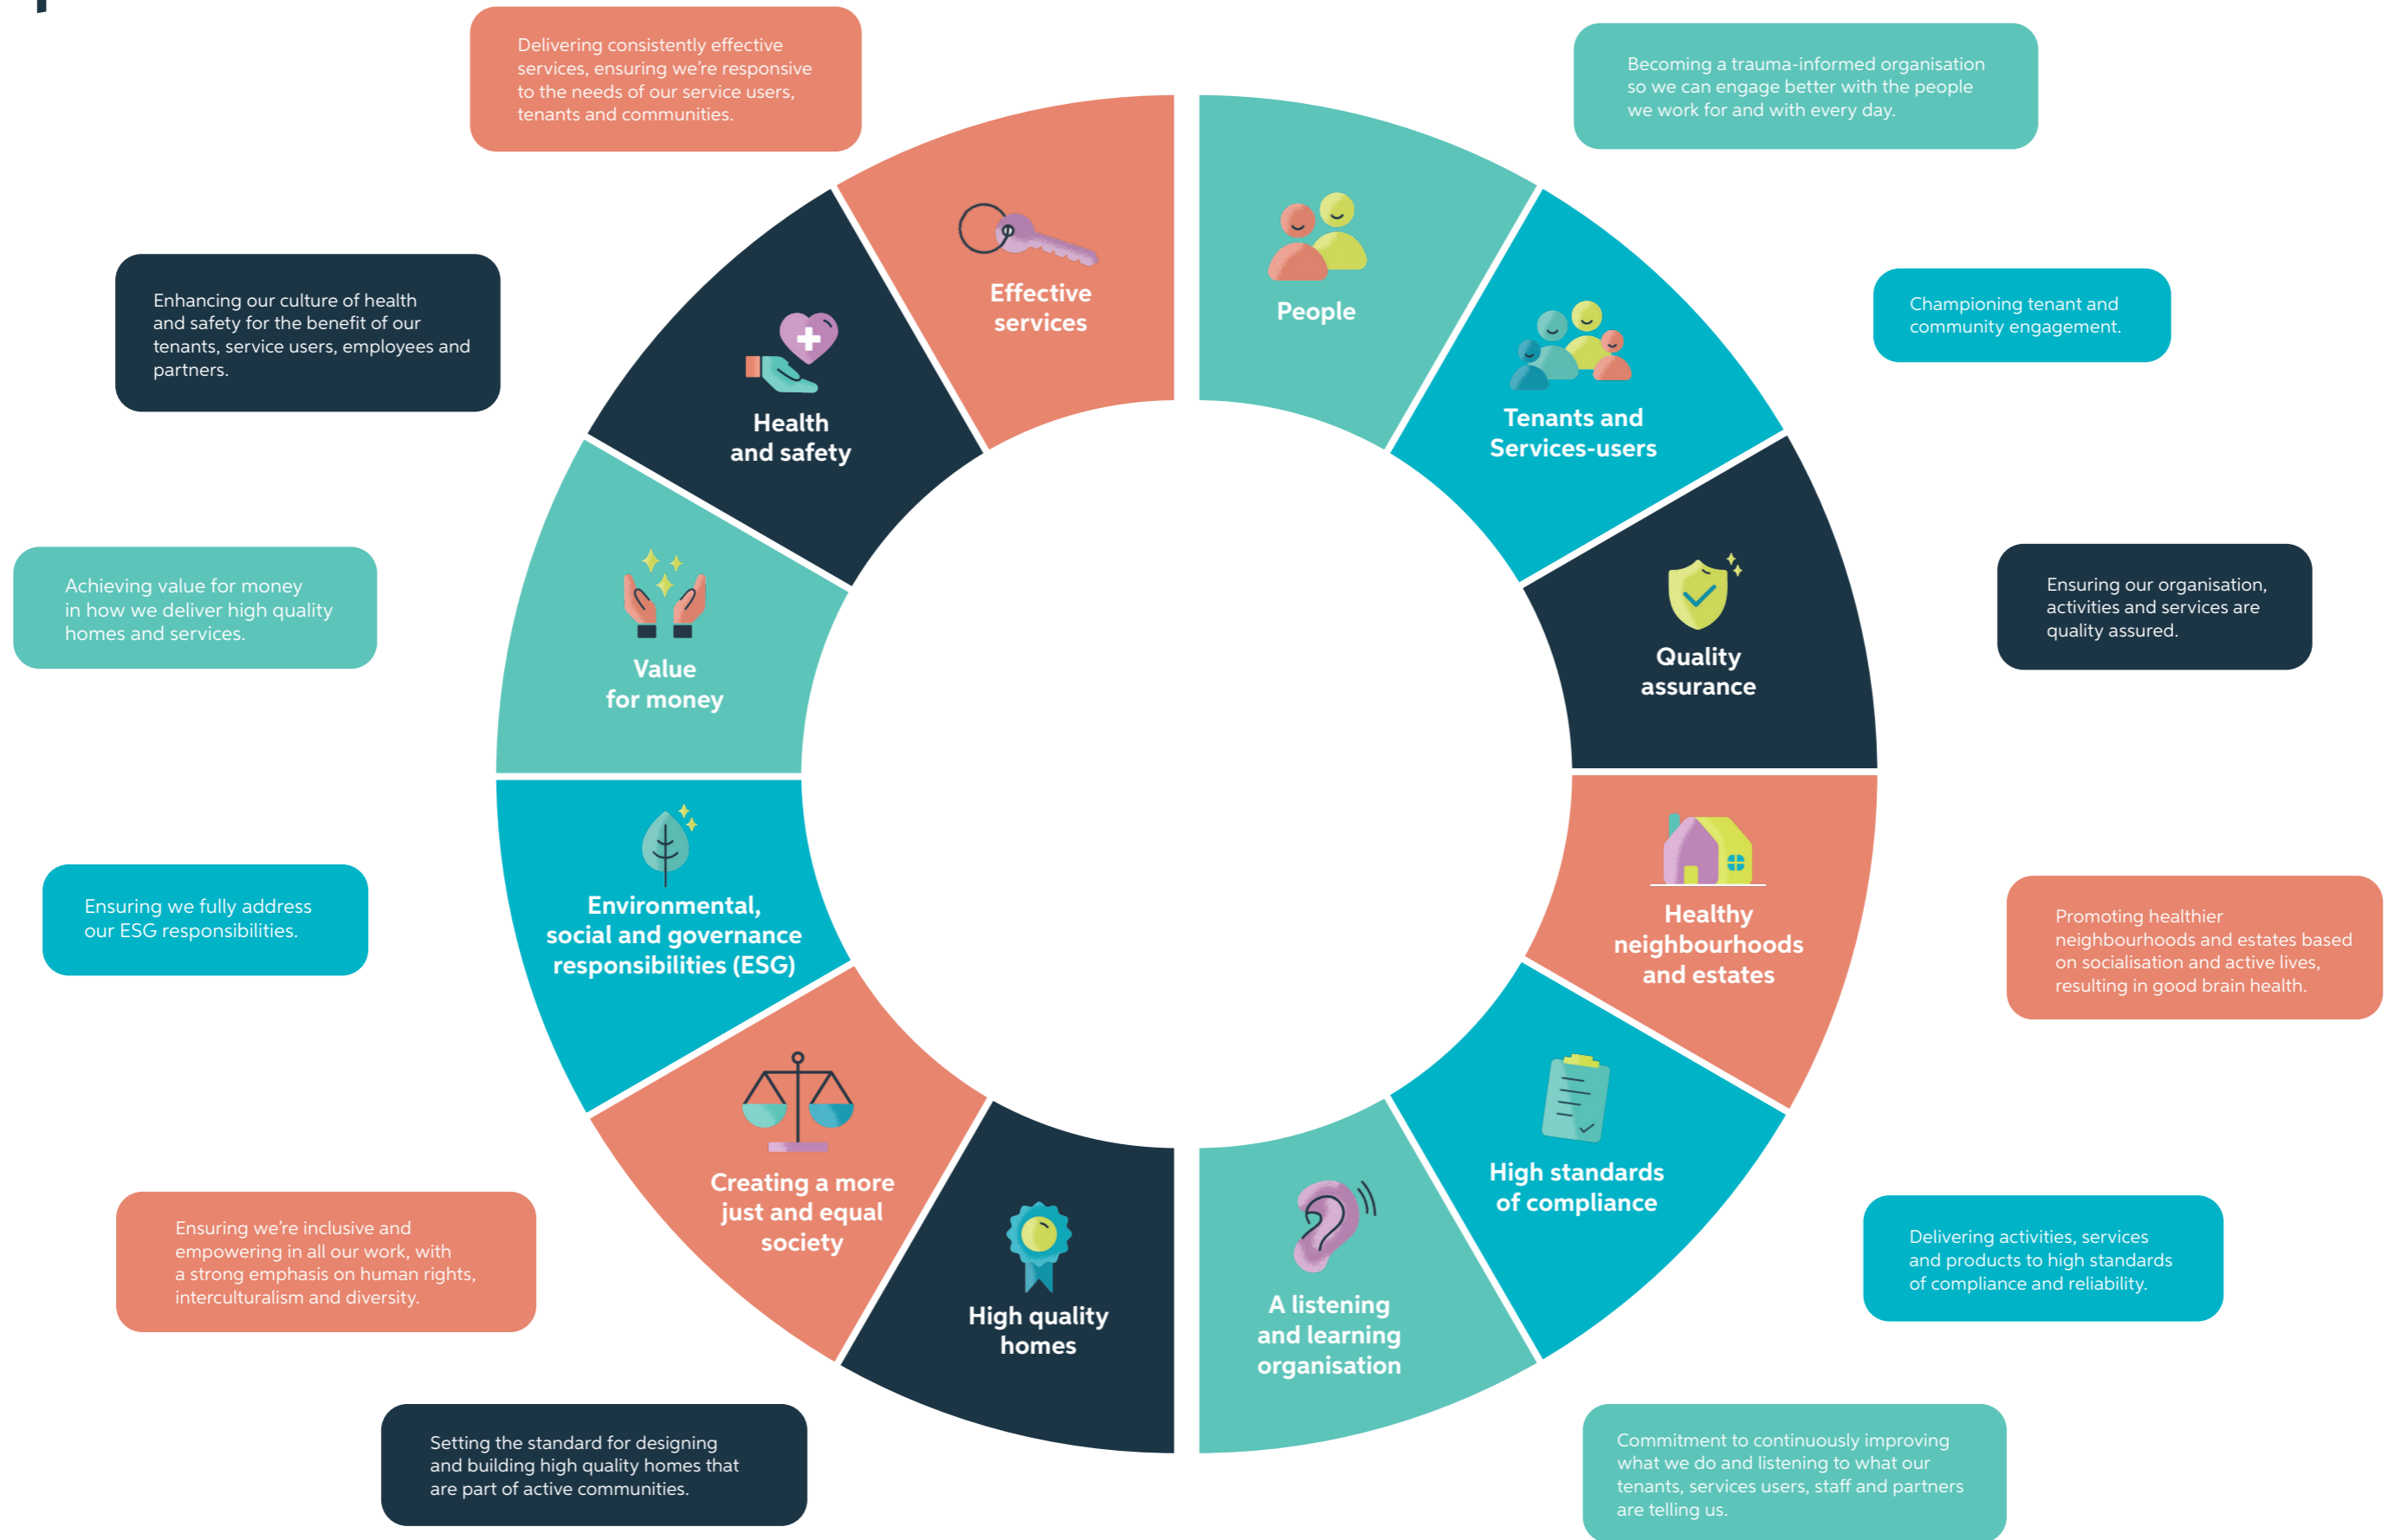 Delivering consistently effective
services, ensuring we're responsive
to the needs of our service users,
tenants and communities.
Becoming a trauma-informed organisation
so we can engage better with the people
we work for and with every day.
Effective
services
People
Enhancing our culture of health
and safety for the benefit of our
tenants, service users, employees and
partners.
Health
and safety
Tenants and
Services-users
Championing tenant and
community engagement.
Achieving value for money
in how we deliver high quality
homes and services.
Value
for money
Quality
assurance
Ensuring our organisation,
activities and services are
quality assured.
Ensuring we fully address
our ESG responsibilities.
Environmental,
social and governance
responsibilities (ESG)
Healthy
neighbourhoods
and estates
Promoting healthier
neighbourhoods and estates based
on socialisation and active lives,
resulting in good brain health.
Ensuring we're inclusive and
empowering in all our work, with
a strong emphasis on human rights,
interculturalism and diversity.
Creating a more
just and equal
society
High standards
of compliance
Delivering activities, services
and products to high standards
of compliance and reliability.
High quality
homes
A listening
and learning
organisation
Setting the standard for designing
and building high quality homes that
are part of active communities.
Commitment to continuously improving
what we do and listening to what our
tenants, services users, staff and partners
are telling us.